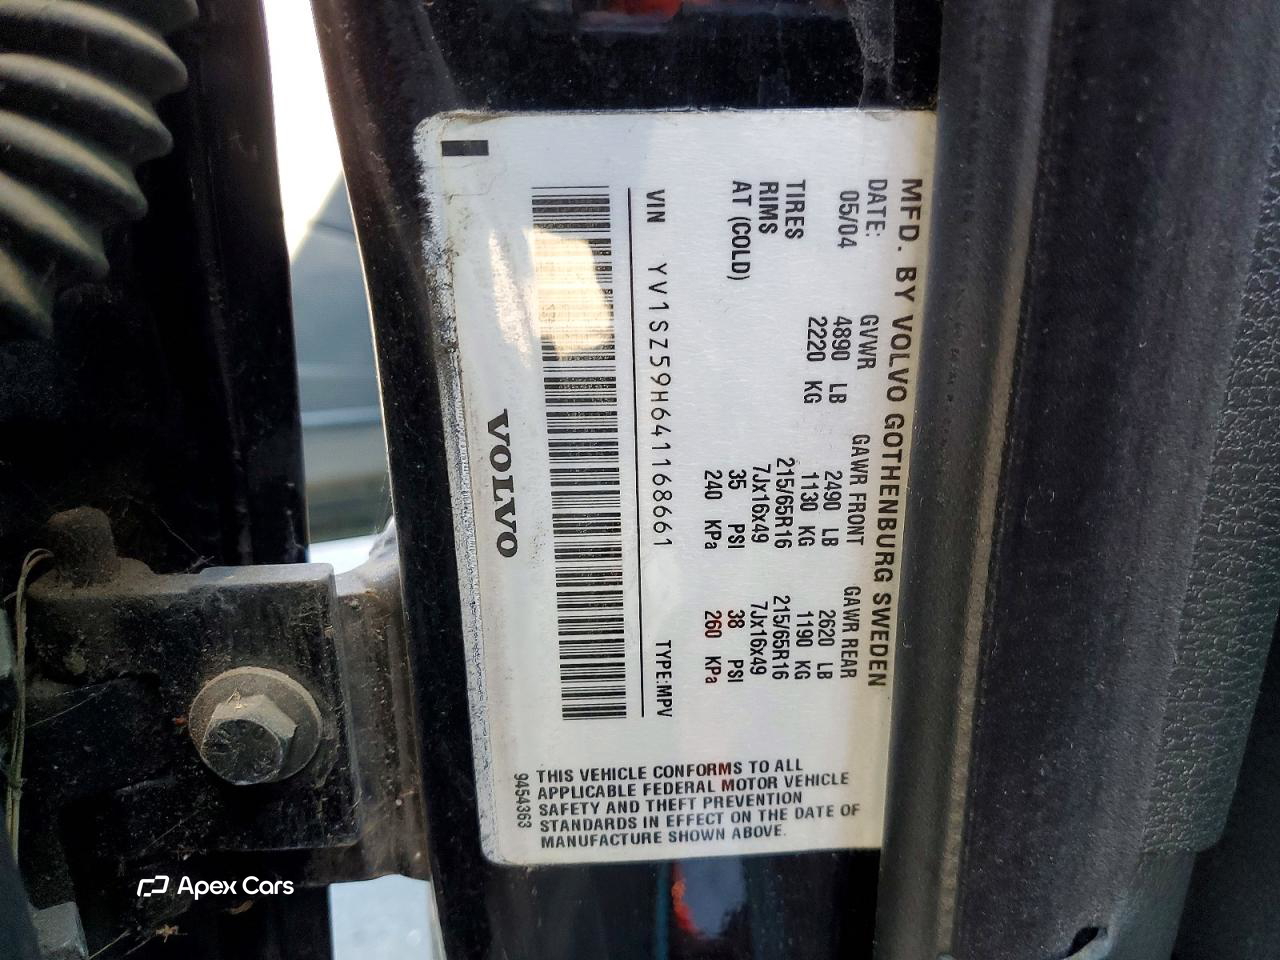 MFD. BY VOLVO GOTHENBURG SWEDEN
DATE: GVWR GAWR FRONT GAWR REAR
05/04 4890 LB 2490 LB 2620 LB
2220 KG 1130 KG 1190 KG
TIRES 215/65R16 215/65R16
RIMS 7Jx16x49 7Jx16x49
AT (COLD) 35 PSI 38 PSI
240 KPa 260 KPa
VIN YV1SZ59H641168661 TYPE:MPV
VOLVO
THIS VEHICLE CONFORMS TO ALL
APPLICABLE FEDERAL MOTOR VEHICLE
SAFETY AND THEFT PREVENTION
STANDARDS IN EFFECT ON THE DATE OF
MANUFACTURE SHOWN ABOVE.
9454363
Apex Cars